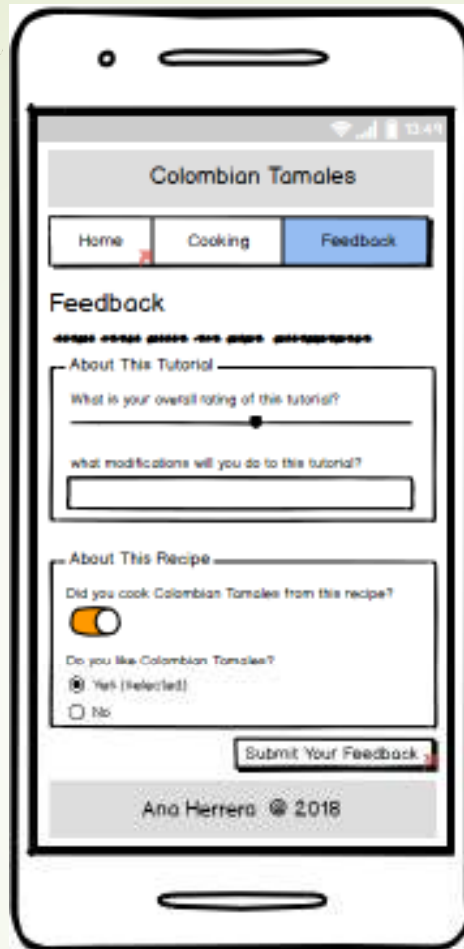 13:49
Colombian Tamales
Home Cooking Feedback
Feedback
About This Tutorial
What is your overall rating of this tutorial?
what modifications will you do to this tutorial?
About This Recipe
Did you cook Colombian Tamales from this recipe?
Do you like Colombian Tamales?
Yes (Selected)
No
Submit Your Feedback
Ana Herrera @ 2018